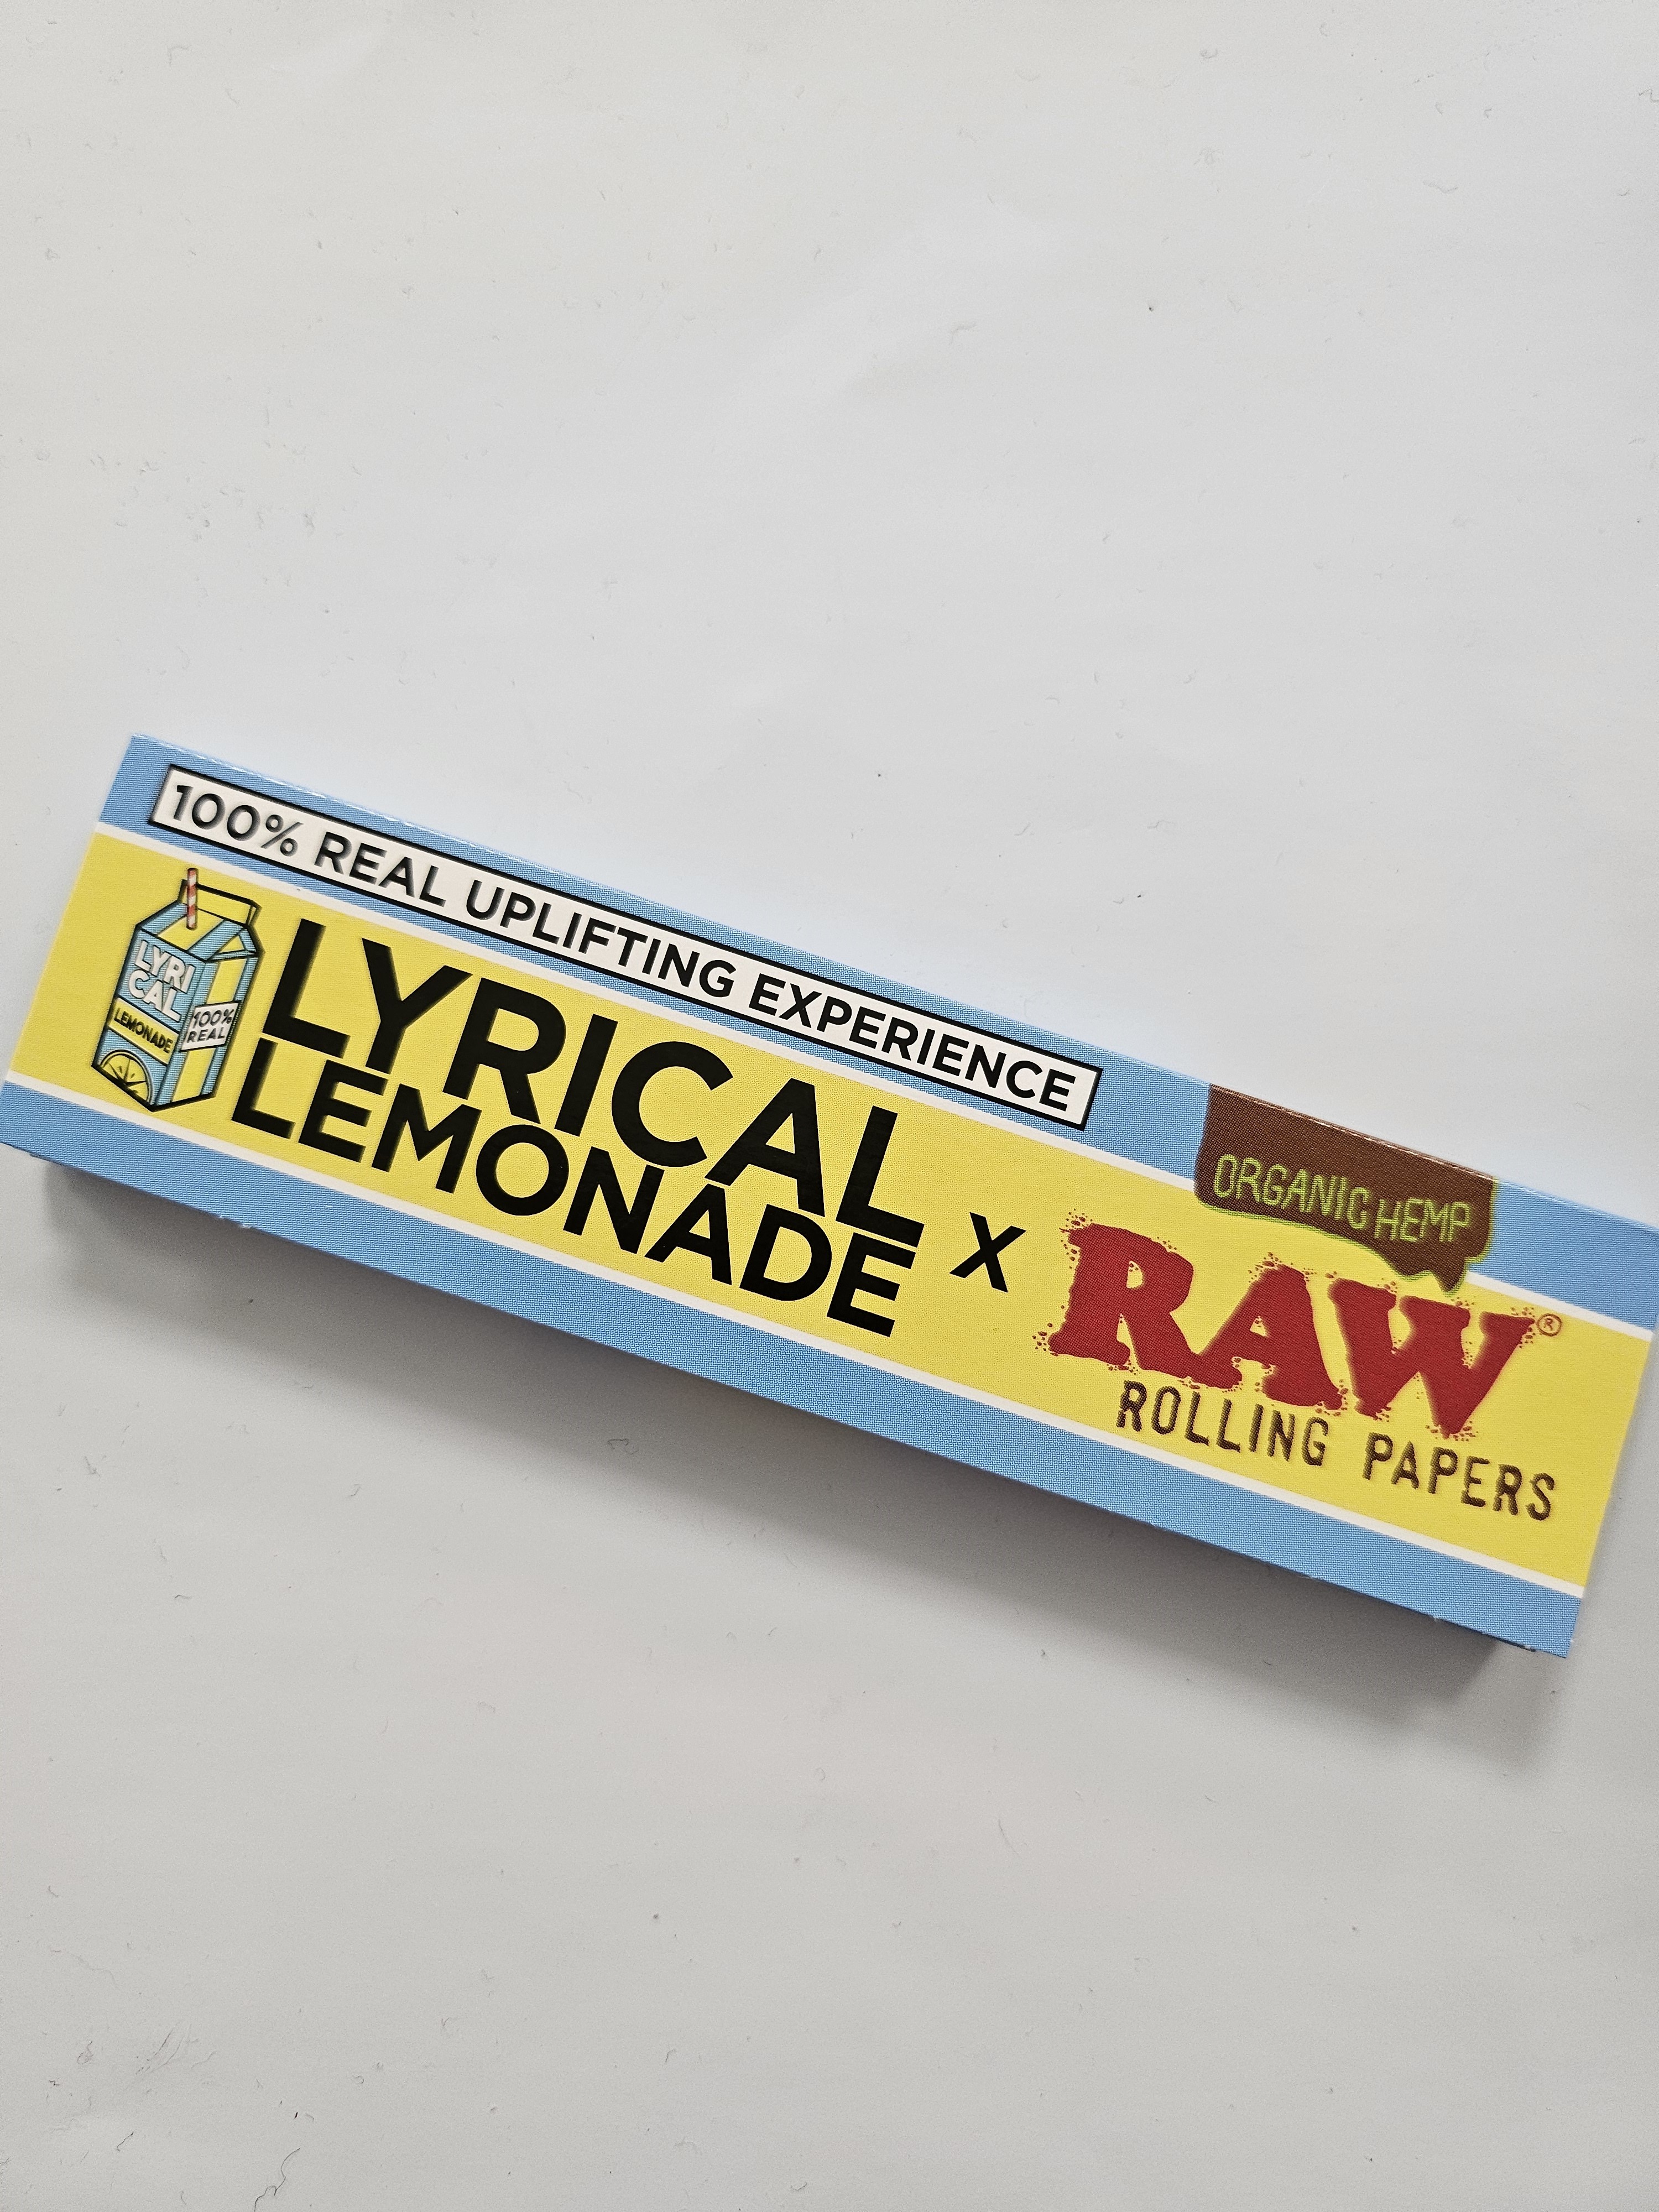 100% REAL UPLIFTING EXPERIENCE
LYRI
CAL
LEMONADE
100%
REAL
LYRICAL
LEMONADE
X
ORGANIC HEMP
RAW®
ROLLING PAPERS